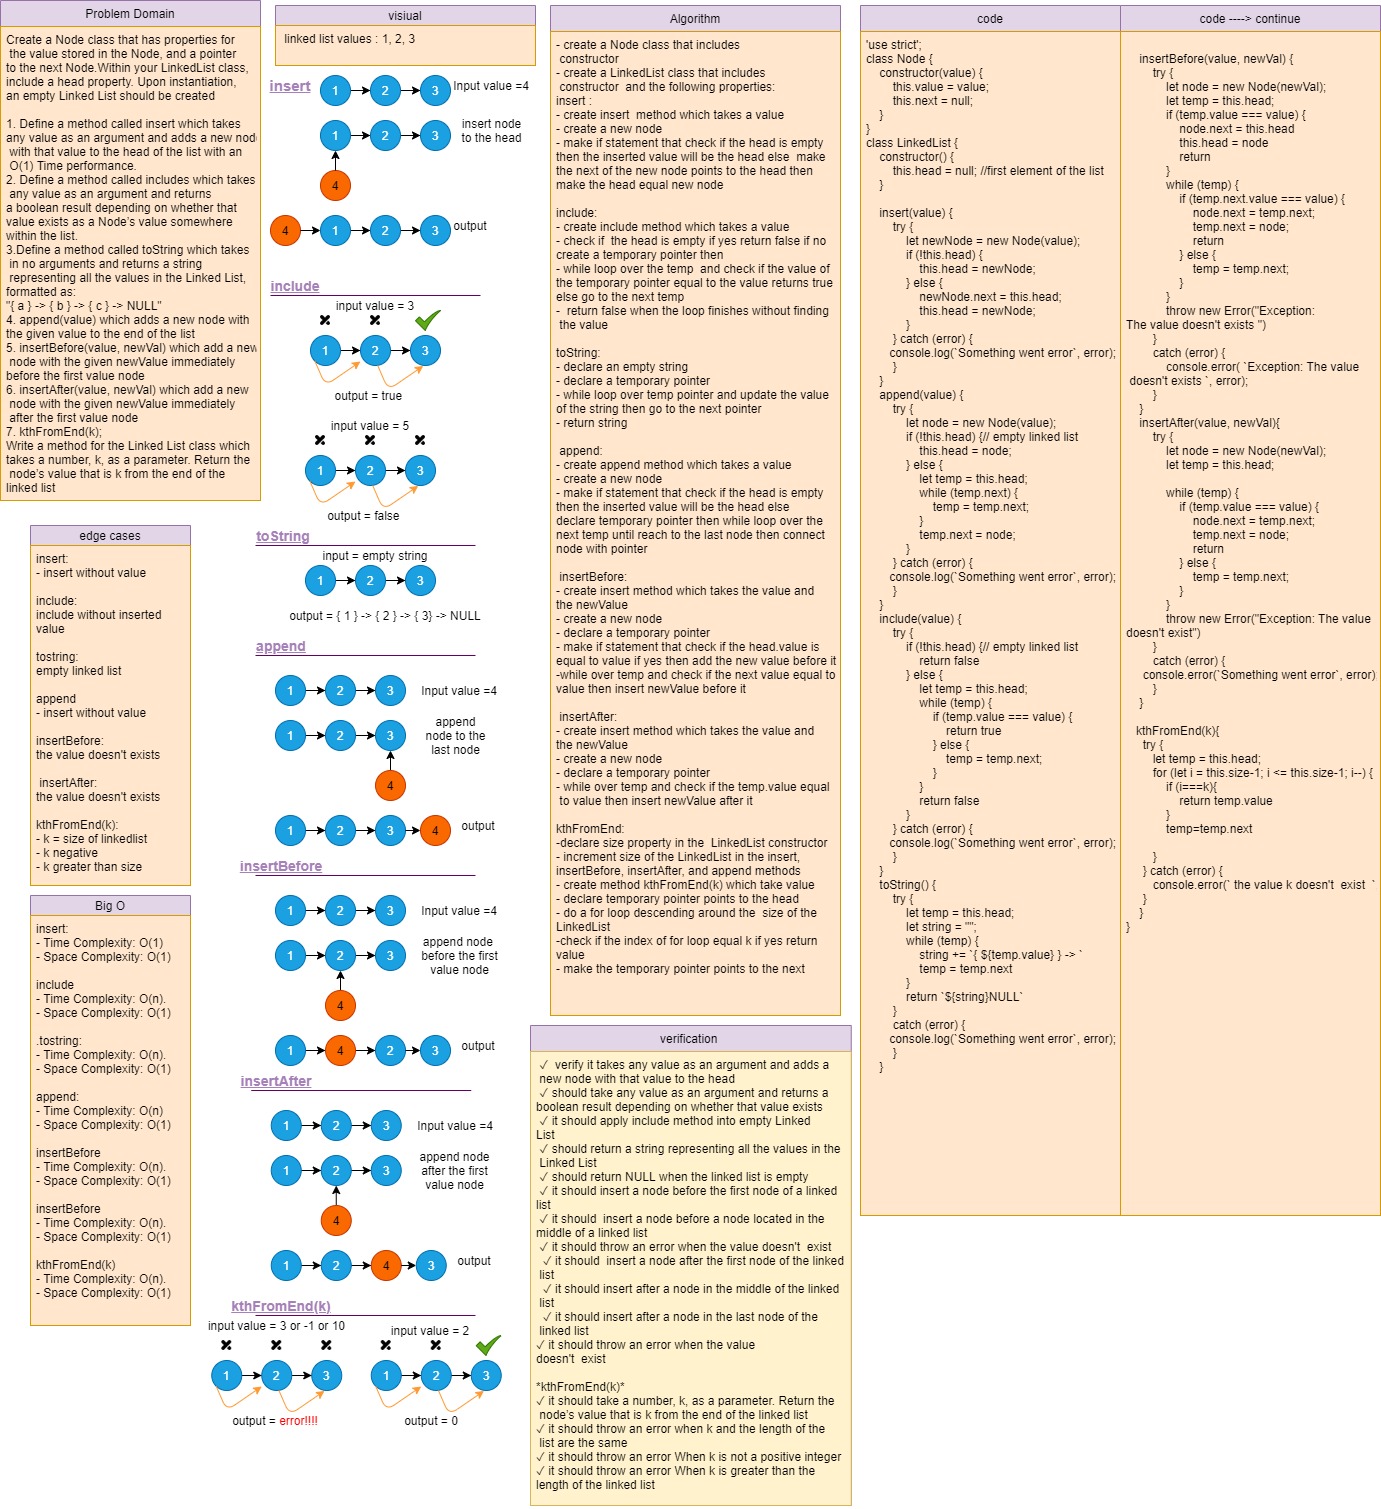 Problem Domain
Create a Node class that has properties for
the value stored in the Node, and a pointer
to the next Node.Within your LinkedList class,
include a head property. Upon instantiation,
an empty Linked List should be created
1. Define a method called insert which takes
any value as an argument and adds a new nod
with that value to the head of the list with an
O(1) Time performance.
2. Define a method called includes which takes
any value as an argument and returns
a boolean result depending on whether that
value exists as a Node's value somewhere
within the list.
3.Define a method called toString which takes
in no arguments and returns a string
representing all the values in the Linked List,
formatted as:
"{ a } -> { b } -> { c } -> NULL"
4. append(value) which adds a new node with
the given value to the end of the list
5. insertBefore(value, newVal) which add a new
node with the given newValue immediately
before the first value node
6. insertAfter(value, newVal) which add a new
node with the given newValue immediately
after the first value node
7. kthFromEnd(k);
Write a method for the Linked List class which
takes a number, k, as a parameter. Return the
node's value that is k from the end of the
linked list
edge cases
insert:
- insert without value
include:
include without inserted
value
tostring:
empty linked list
append
- insert without value
insertBefore:
the value doesn't exists
insertAfter:
the value doesn't exists
kthFromEnd(k):
- k = size of linkedlist
- k negative
- k greater than size
Big O
insert:
- Time Complexity: O(1)
- Space Complexity: O(1)
include
- Time Complexity: O(n).
- Space Complexity: O(1)
.tostring:
- Time Complexity: O(n).
- Space Complexity: O(1)
append:
- Time Complexity: O(n)
- Space Complexity: O(1)
insertBefore
- Time Complexity: O(n).
- Space Complexity: O(1)
insertBefore
- Time Complexity: O(n).
- Space Complexity: O(1)
kthFromEnd(k)
- Time Complexity: O(n).
- Space Complexity: O(1)
visiual
linked list values : 1, 2, 3
insert
1 2 3 Input value =4
1 2 3 insert node
to the head
4
4 1 2 3 output
include
input value = 3
1 2 3
output = true
input value = 5
1 2 3
output = false
toString
input = empty string
1 2 3
output = { 1 } -> { 2 } -> { 3} -> NULL
append
1 2 3 Input value =4
1 2 3 append
node to the
last node
4
1 2 3 4 output
insertBefore
1 2 3 Input value =4
1 2 3 append node
before the first
value node
4
1 4 2 3 output
insertAfter
1 2 3 Input value =4
1 2 3 append node
after the first
value node
4
1 2 4 3 output
kthFromEnd(k)
input value = 3 or -1 or 10
1 2 3
output = error!!!!
input value = 2
1 2 3
output = 0
Algorithm
- create a Node class that includes
constructor
- create a LinkedList class that includes
constructor and the following properties:
insert :
- create insert method which takes a value
- create a new node
- make if statement that check if the head is empty
then the inserted value will be the head else make
the next of the new node points to the head then
make the head equal new node
include:
- create include method which takes a value
- check if the head is empty if yes return false if no
create a temporary pointer then
- while loop over the temp and check if the value of
the temporary pointer equal to the value returns true
else go to the next temp
- return false when the loop finishes without finding
the value
toString:
- declare an empty string
- declare a temporary pointer
- while loop over temp pointer and update the value
of the string then go to the next pointer
- return string
append:
- create append method which takes a value
- create a new node
- make if statement that check if the head is empty
then the inserted value will be the head else
declare temporary pointer then while loop over the
next temp until reach to the last node then connect
node with pointer
insertBefore:
- create insert method which takes the value and
the newValue
- create a new node
- declare a temporary pointer
- make if statement that check if the head.value is
equal to value if yes then add the new value before it
-while over temp and check if the next value equal to
value then insert newValue before it
insertAfter:
- create insert method which takes the value and
the newValue
- create a new node
- declare a temporary pointer
- while over temp and check if the temp.value equal
to value then insert newValue after it
kthFromEnd:
-declare size property in the LinkedList constructor
- increment size of the LinkedList in the insert,
insertBefore, insertAfter, and append methods
- create method kthFromEnd(k) which take value
- declare temporary pointer points to the head
- do a for loop descending around the size of the
LinkedList
-check if the index of for loop equal k if yes return
value
- make the temporary pointer points to the next
verification
✓ verify it takes any value as an argument and adds a
new node with that value to the head
✓ should take any value as an argument and returns a
boolean result depending on whether that value exists
✓ it should apply include method into empty Linked
List
✓ should return a string representing all the values in the
Linked List
✓ should return NULL when the linked list is empty
✓ it should insert a node before the first node of a linked
list
✓ it should insert a node before a node located in the
middle of a linked list
✓ it should throw an error when the value doesn't exist
✓ it should insert a node after the first node of the linked
list
✓ it should insert after a node in the middle of the linked
list
✓ it should insert after a node in the last node of the
linked list
✓ it should throw an error when the value
doesn't exist
*kthFromEnd(k)*
✓ it should take a number, k, as a parameter. Return the
node's value that is k from the end of the linked list
✓ it should throw an error when k and the length of the
list are the same
✓ it should throw an error When k is not a positive integer
✓ it should throw an error When k is greater than the
length of the linked list
code
'use strict';
class Node {
constructor(value) {
this.value = value;
this.next = null;
}
}
class LinkedList {
constructor() {
this.head = null; //first element of the list
}
insert(value) {
try {
let newNode = new Node(value);
if (!this.head) {
this.head = newNode;
} else {
newNode.next = this.head;
this.head = newNode;
}
} catch (error) {
console.log(`Something went error`, error);
}
}
append(value) {
try {
let node = new Node(value);
if (!this.head) {// empty linked list
this.head = node;
} else {
let temp = this.head;
while (temp.next) {
temp = temp.next;
}
temp.next = node;
}
} catch (error) {
console.log(`Something went error`, error);
}
}
include(value) {
try {
if (!this.head) {// empty linked list
return false
} else {
let temp = this.head;
while (temp) {
if (temp.value === value) {
return true
} else {
temp = temp.next;
}
}
return false
}
} catch (error) {
console.log(`Something went error`, error);
}
}
toString() {
try {
let temp = this.head;
let string = "";
while (temp) {
string += `{ ${temp.value} } -> `
temp = temp.next
}
return `${string}NULL`
}
catch (error) {
console.log(`Something went error`, error);
}
}
code ----> continue
insertBefore(value, newVal) {
try {
let node = new Node(newVal);
let temp = this.head;
if (temp.value === value) {
node.next = this.head
this.head = node
return
}
while (temp) {
if (temp.next.value === value) {
node.next = temp.next;
temp.next = node;
return
} else {
temp = temp.next;
}
}
throw new Error("Exception:
The value doesn't exists ")
}
catch (error) {
console.error( `Exception: The value
doesn't exists `, error);
}
}
insertAfter(value, newVal){
try {
let node = new Node(newVal);
let temp = this.head;
while (temp) {
if (temp.value === value) {
node.next = temp.next;
temp.next = node;
return
} else {
temp = temp.next;
}
}
throw new Error("Exception: The value
doesn't exist")
}
catch (error) {
console.error(`Something went error`, error)
}
}
kthFromEnd(k){
try {
let temp = this.head;
for (let i = this.size-1; i <= this.size-1; i--) {
if (i===k){
return temp.value
}
temp=temp.next
}
} catch (error) {
console.error(` the value k doesn't exist `
}
}
}